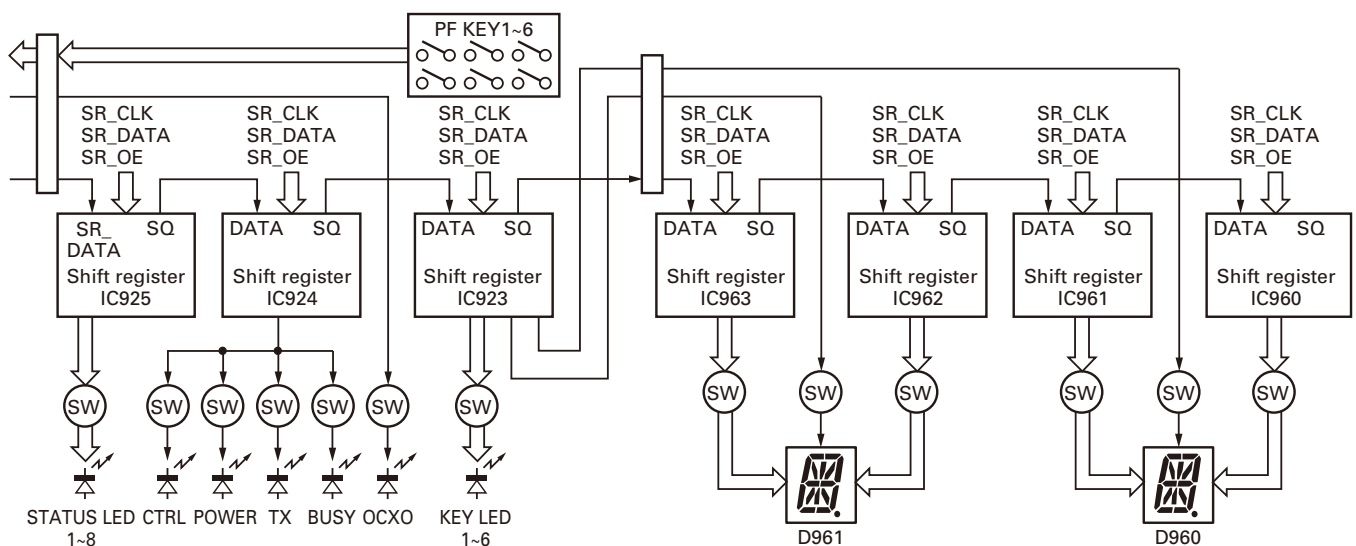 PF KEY1~6
SR_CLK
SR_DATA
SR_OE
SR_CLK
SR_DATA
SR_OE
SR_CLK
SR_DATA
SR_OE
SR_CLK
SR_DATA
SR_OE
SR_CLK
SR_DATA
SR_OE
SR_CLK
SR_DATA
SR_OE
SR_CLK
SR_DATA
SR_OE
SR_
DATA
SQ
Shift register
IC925
DATA SQ
Shift register
IC924
DATA SQ
Shift register
IC923
DATA SQ
Shift register
IC963
DATA SQ
Shift register
IC962
DATA SQ
Shift register
IC961
DATA SQ
Shift register
IC960
SW
SW
SW
SW
SW
SW
SW
SW
SW
SW
SW
SW
SW
STATUS LED
1~8
CTRL
POWER
TX
BUSY
OCXO
KEY LED
1~6
D961
D960